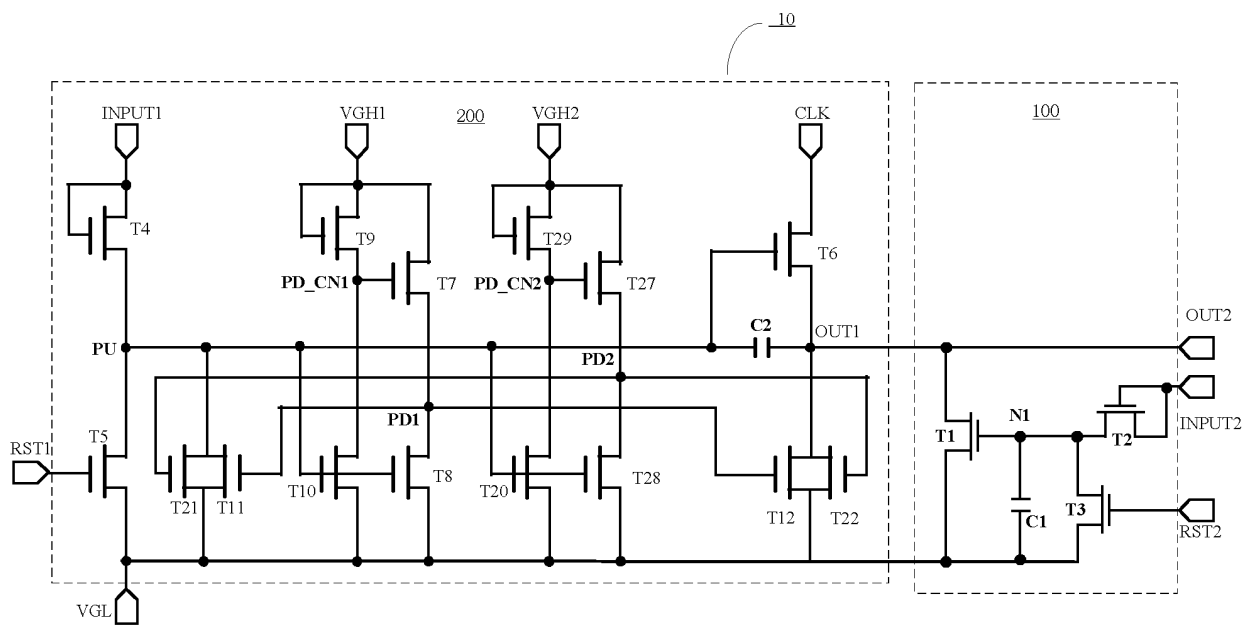 10
INPUT1
VGH1
200
VGH2
CLK
100
T4
T9
T29
T6
PD_CN1
T7
PD_CN2
T27
PU
C2
OUT1
OUT2
PD2
PD1
N1
INPUT2
T1
T2
RST1
T5
T8
T28
T21
T11
T10
T20
T12
T22
C1
T3
RST2
VGL